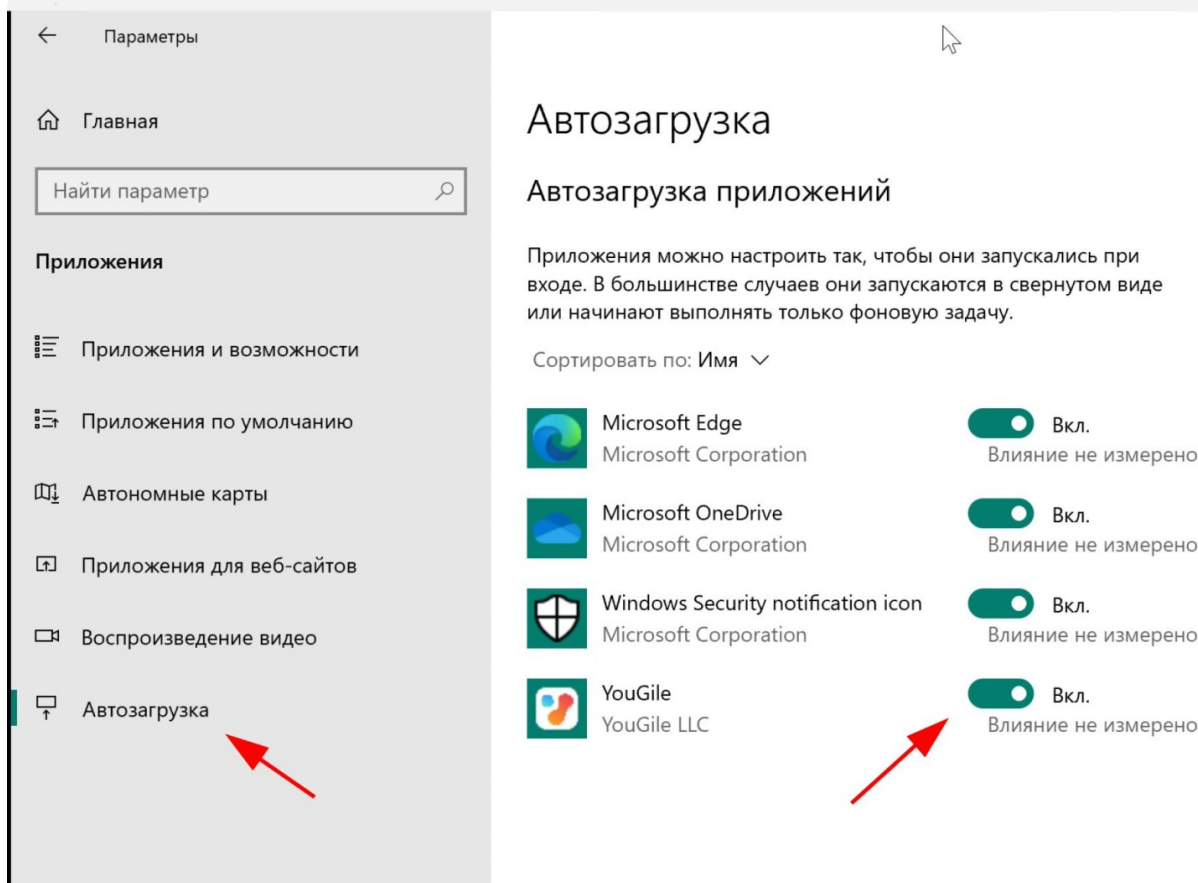 Параметры
Главная
Найти параметр
Приложения
Приложения и возможности
Приложения по умолчанию
Автономные карты
Приложения для веб-сайтов
Воспроизведение видео
Автозагрузка
Автозагрузка
Автозагрузка приложений
Приложения можно настроить так, чтобы они запускались при
входе. В большинстве случаев они запускаются в свернутом виде
или начинают выполнять только фоновую задачу.
Сортировать по: Имя
Microsoft Edge Вкл.
Microsoft Corporation Влияние не измерено
Microsoft OneDrive Вкл.
Microsoft Corporation Влияние не измерено
Windows Security notification icon Вкл.
Microsoft Corporation Влияние не измерено
YouGile Вкл.
YouGile LLC Влияние не измерено